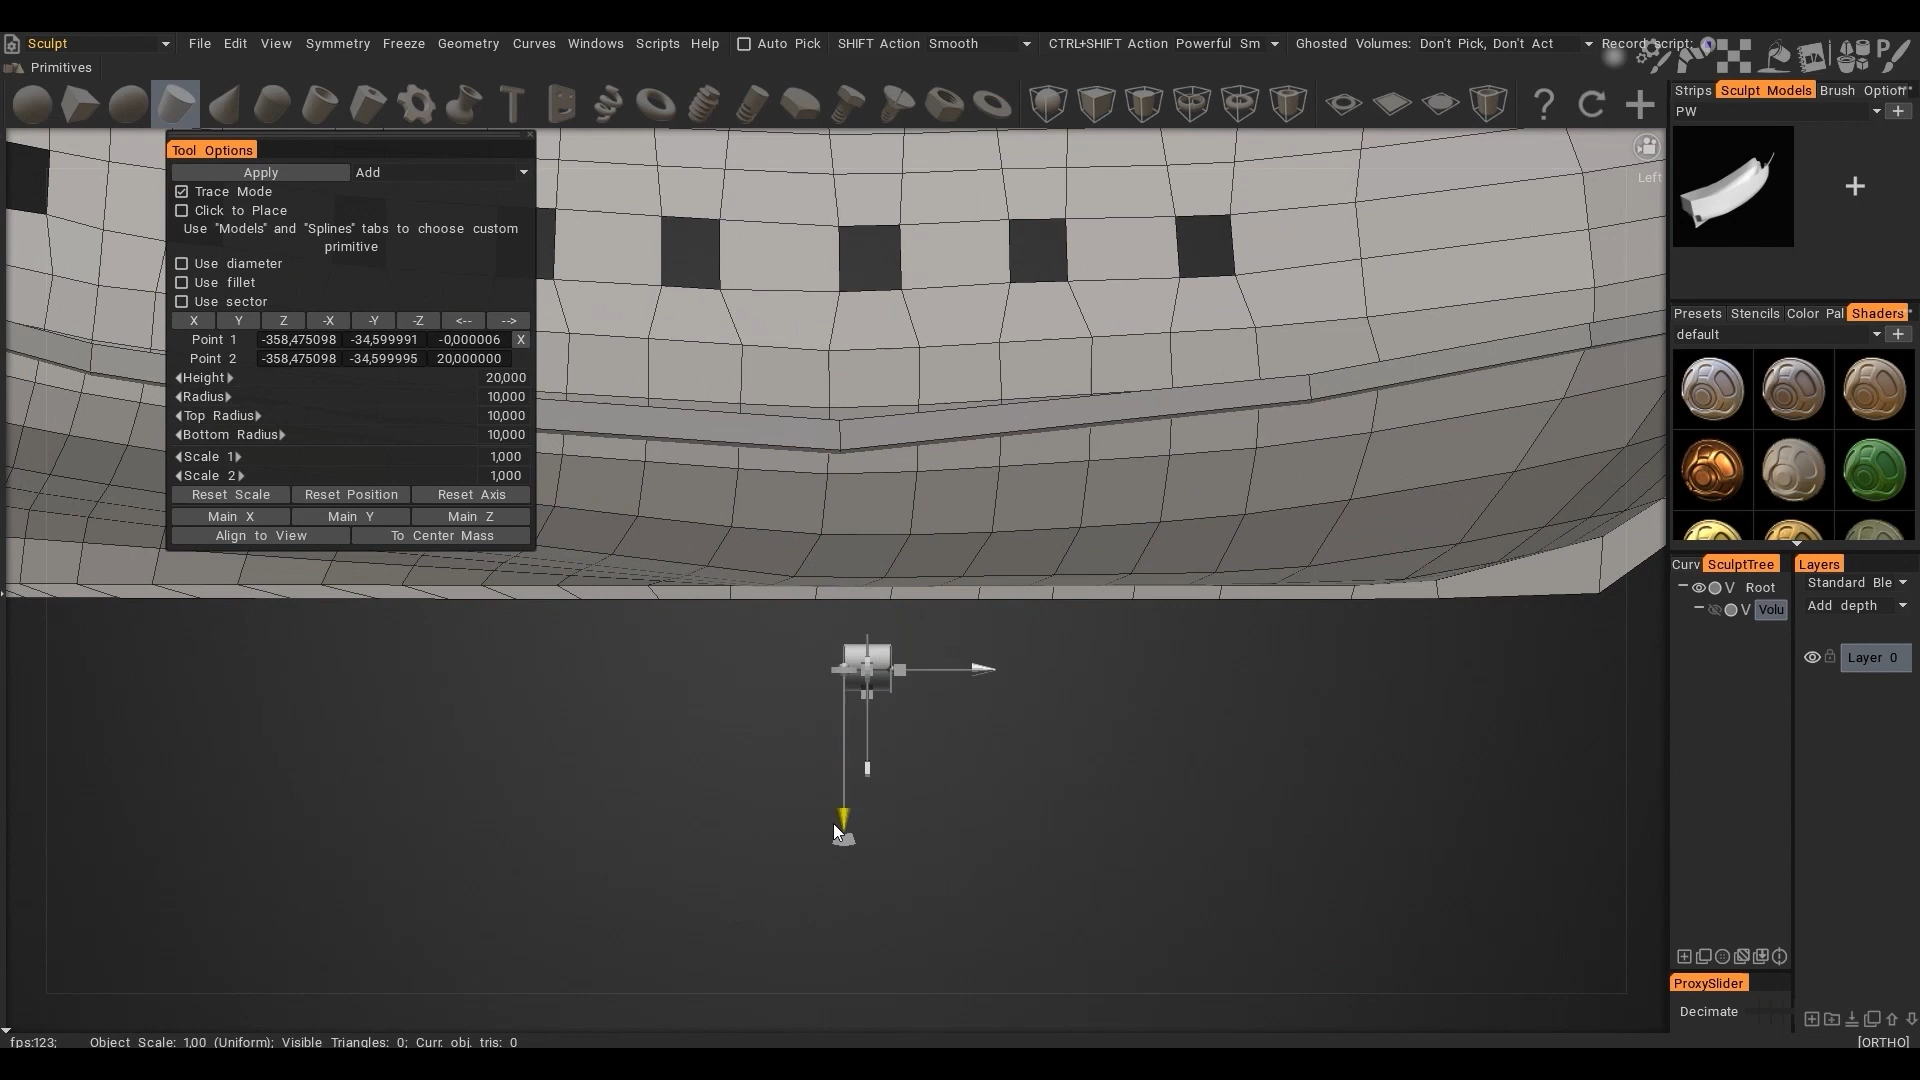 Sculpt File Edit View Symmetry Freeze Geometry Curves Windows Scripts Help Auto Pick SHIFT Action Smooth CTRL+SHIFT Action Powerful Sm Ghosted Volumes: Don't Pick, Don't Act Record script:
Primitives
Strips Sculpt Models Brush Option
PW
Left
Tool Options
Apply Add
Trace Mode
Click to Place
Use "Models" and "Splines" tabs to choose custom
primitive
Use diameter
Use fillet
Use sector
X Y Z -X -Y -Z <-- -->
Point 1 -358,475098 -34,599991 -0,000006 X
Point 2 -358,475098 -34,599995 20,000000
Height 20,000
Radius 10,000
Top Radius 10,000
Bottom Radius 10,000
Scale 1 1,000
Scale 2 1,000
Reset Scale Reset Position Reset Axis
Main X Main Y Main Z
Align to View To Center Mass
Presets Stencils Color Pal Shaders
default
Curv SculptTree Layers
Standard Ble
V Root
Add depth
V Volu
Layer 0
ProxySlider
Decimate
fps:123; Object Scale: 1,00 (Uniform); Visible Triangles: 0; Curr. obj. tris: 0 [ORTHO]